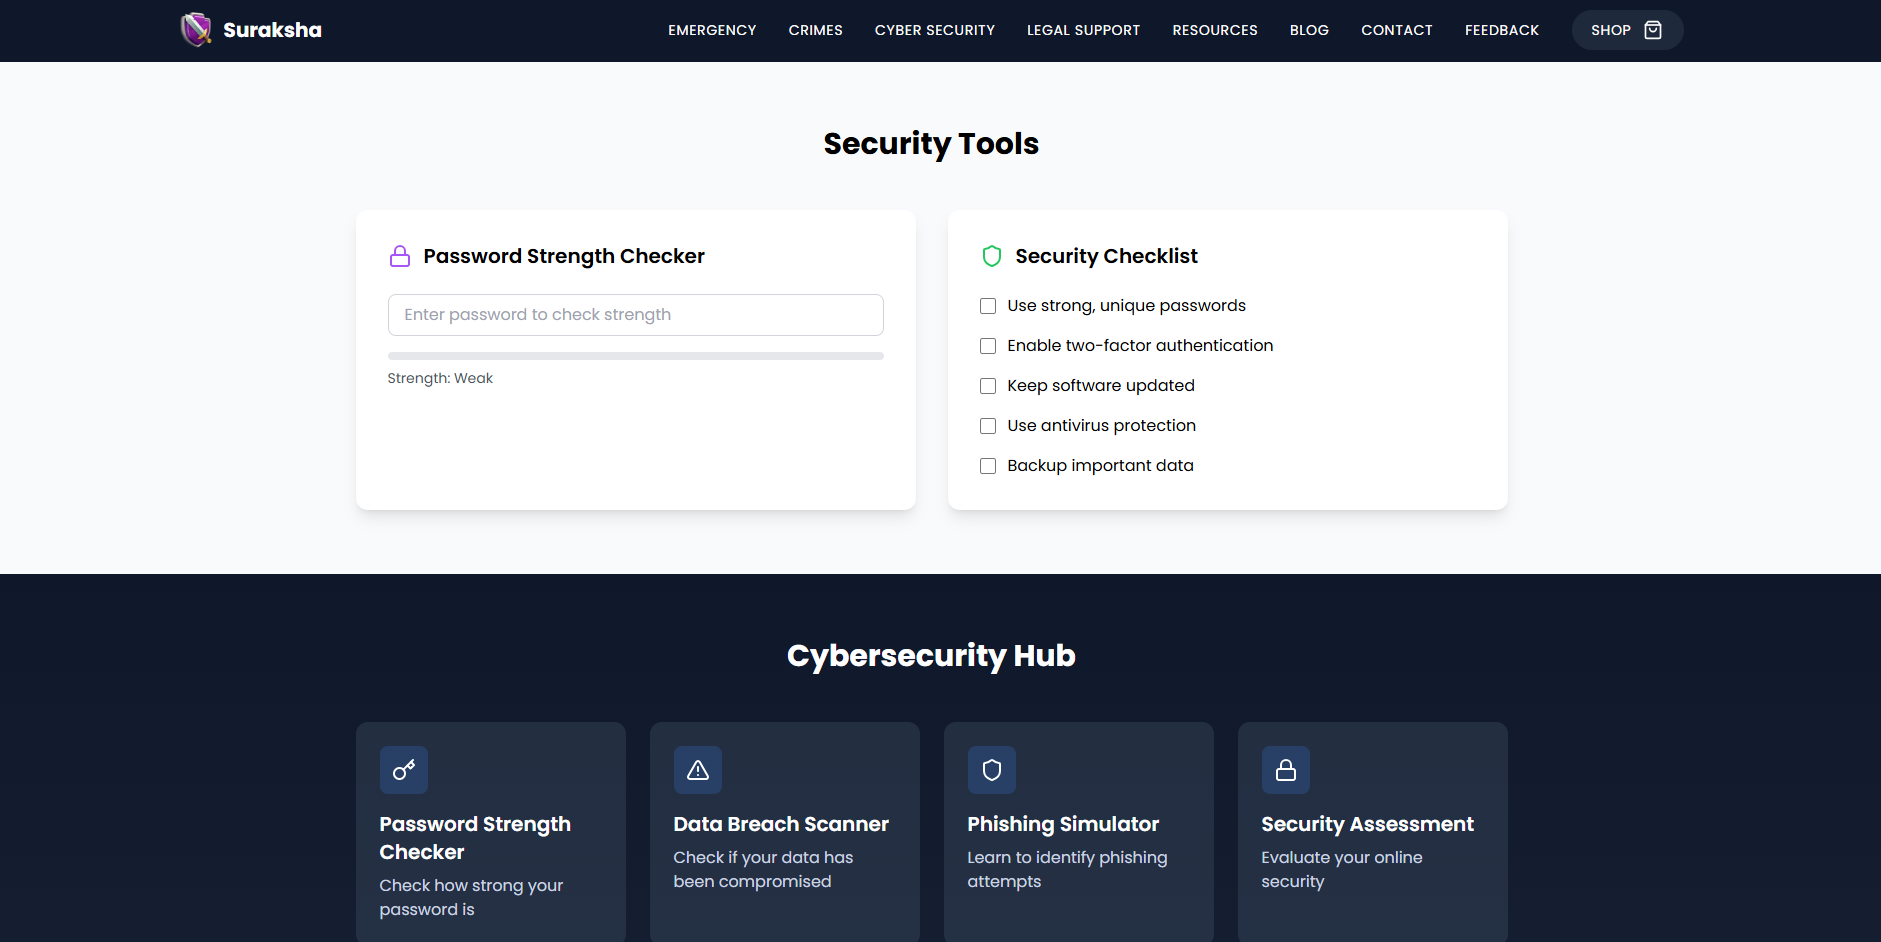 Suraksha
EMERGENCY
CRIMES
CYBER SECURITY
LEGAL SUPPORT
RESOURCES
BLOG
CONTACT
FEEDBACK
SHOP
Security Tools
Password Strength Checker
Enter password to check strength
Strength: Weak
Security Checklist
Use strong, unique passwords
Enable two-factor authentication
Keep software updated
Use antivirus protection
Backup important data
Cybersecurity Hub
Password Strength
Checker
Check how strong your
password is
Data Breach Scanner
Check if your data has
been compromised
Phishing Simulator
Learn to identify phishing
attempts
Security Assessment
Evaluate your online
security